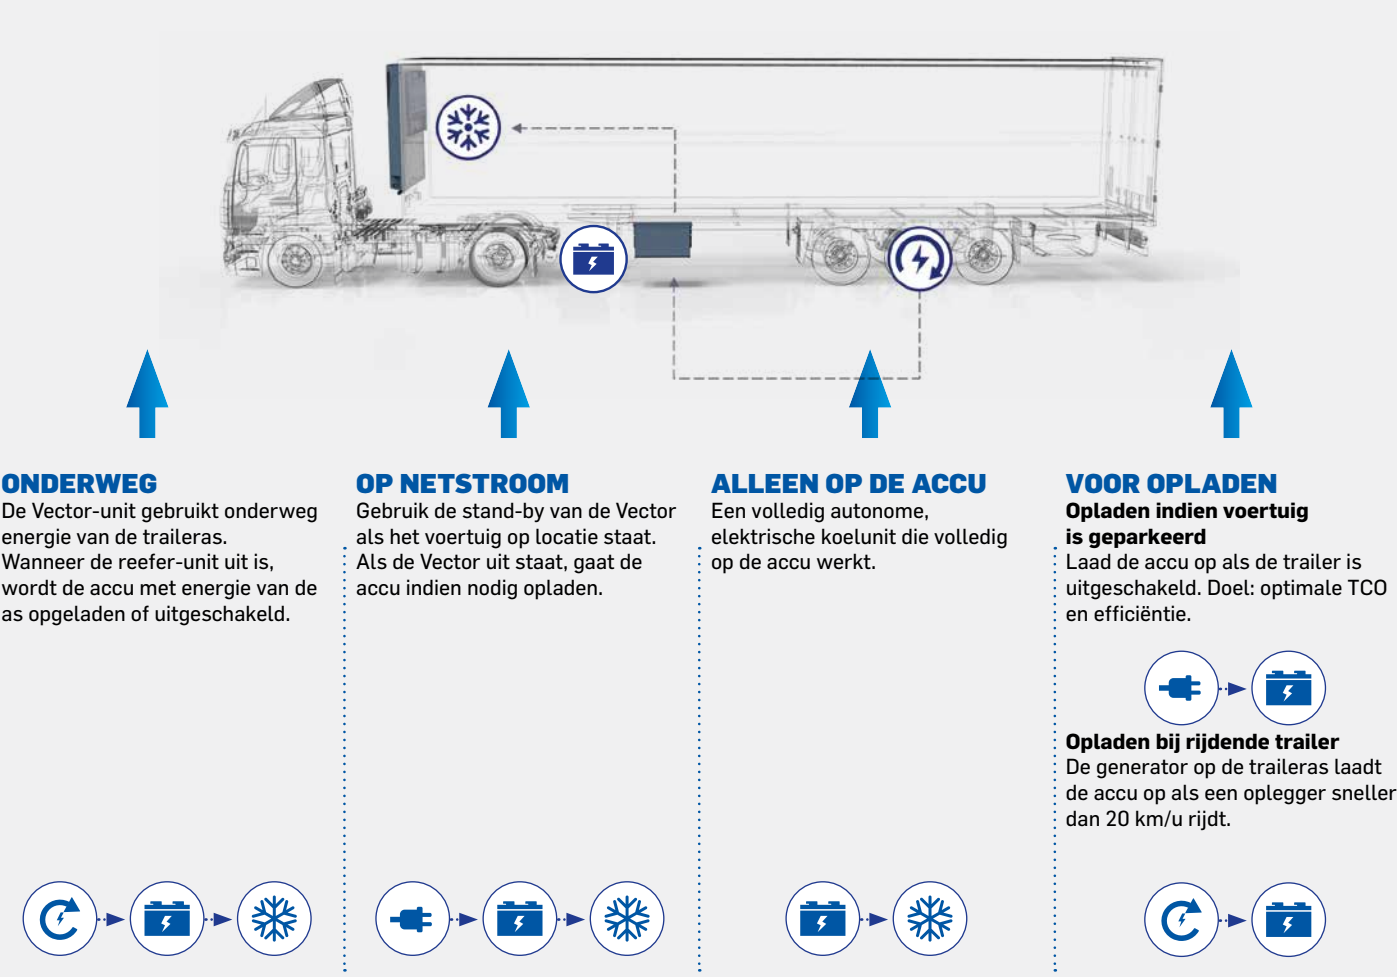 ONDERWEG
De Vector-unit gebruikt onderweg
energie van de traileras.
Wanneer de reefer-unit uit is,
wordt de accu met energie van de
as opgeladen of uitgeschakeld.
OP NETSTROOM
Gebruik de stand-by van de Vector
als het voertuig op locatie staat.
Als de Vector uit staat, gaat de
accu indien nodig opladen.
ALLEEN OP DE ACCU
Een volledig autonome,
elektrische koelunit die volledig
op de accu werkt.
VOOR OPLADEN
Opladen indien voertuig
is geparkeerd
Laad de accu op als de trailer is
uitgeschakeld. Doel: optimale TCO
en efficiëntie.
Opladen bij rijdende trailer
De generator op de traileras laadt
de accu op als een oplegger sneller
dan 20 km/u rijdt.